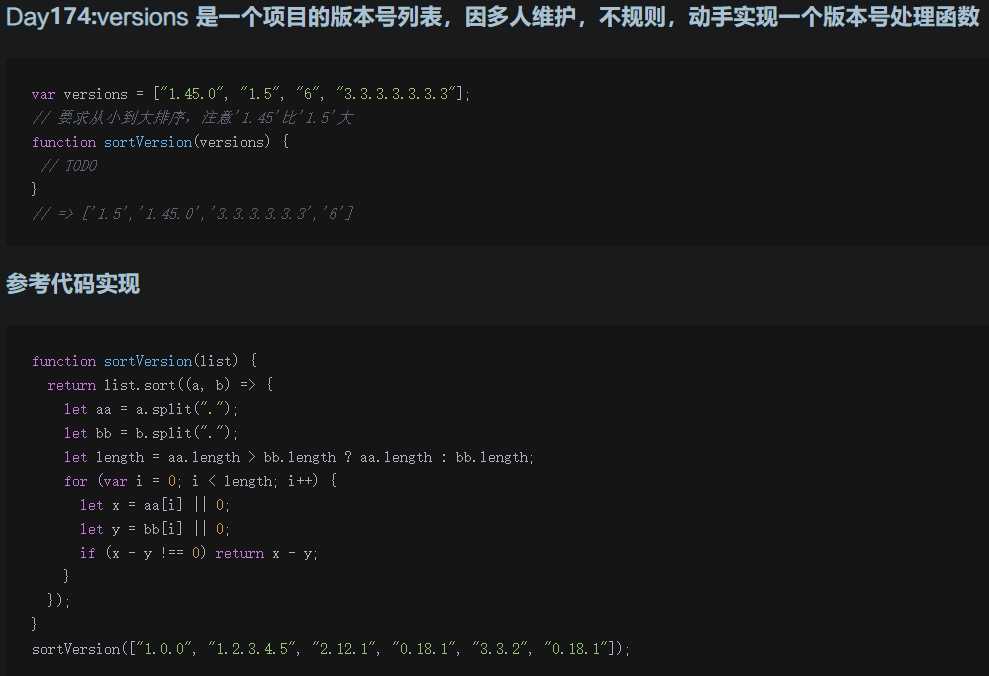 Day174:versions 是一个项目的版本号列表，因多人维护，不规则，动手实现一个版本号处理函数
var versions = ["1.45.0", "1.5", "6", "3.3.3.3.3.3.3"];
// 要求从小到大排序，注意'1.45'比'1.5'大
function sortVersion(versions) {
 // TODO
}
// => ['1.5','1.45.0','3.3.3.3.3.3','6']
参考代码实现
function sortVersion(list) {
  return list.sort((a, b) => {
    let aa = a.split(".");
    let bb = b.split(".");
    let length = aa.length > bb.length ? aa.length : bb.length;
    for (var i = 0; i < length; i++) {
      let x = aa[i] || 0;
      let y = bb[i] || 0;
      if (x - y !== 0) return x - y;
    }
  });
}
sortVersion(["1.0.0", "1.2.3.4.5", "2.12.1", "0.18.1", "3.3.2", "0.18.1"]);